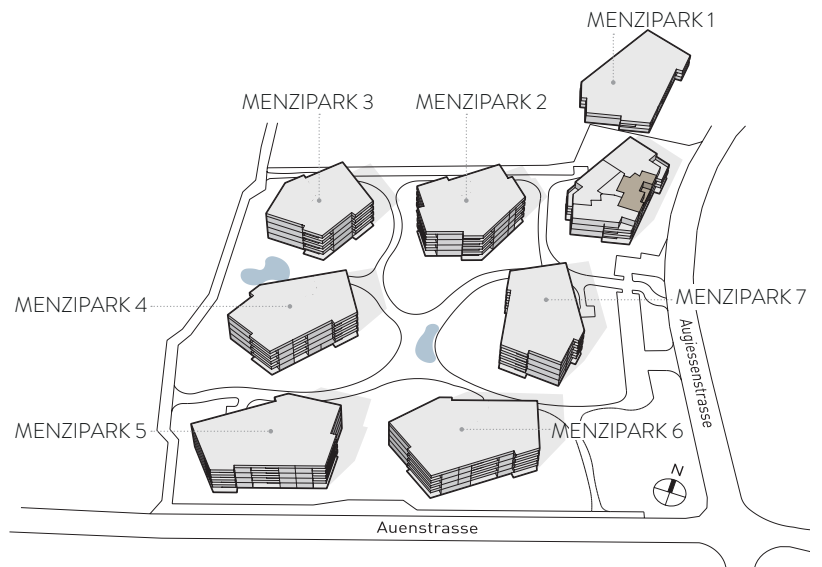 MENZIPARK 1
MENZIPARK 3
MENZIPARK 2
MENZIPARK 4
MENZIPARK 7
Augiessenstrasse
MENZIPARK 5
MENZIPARK 6
N
Auenstrasse